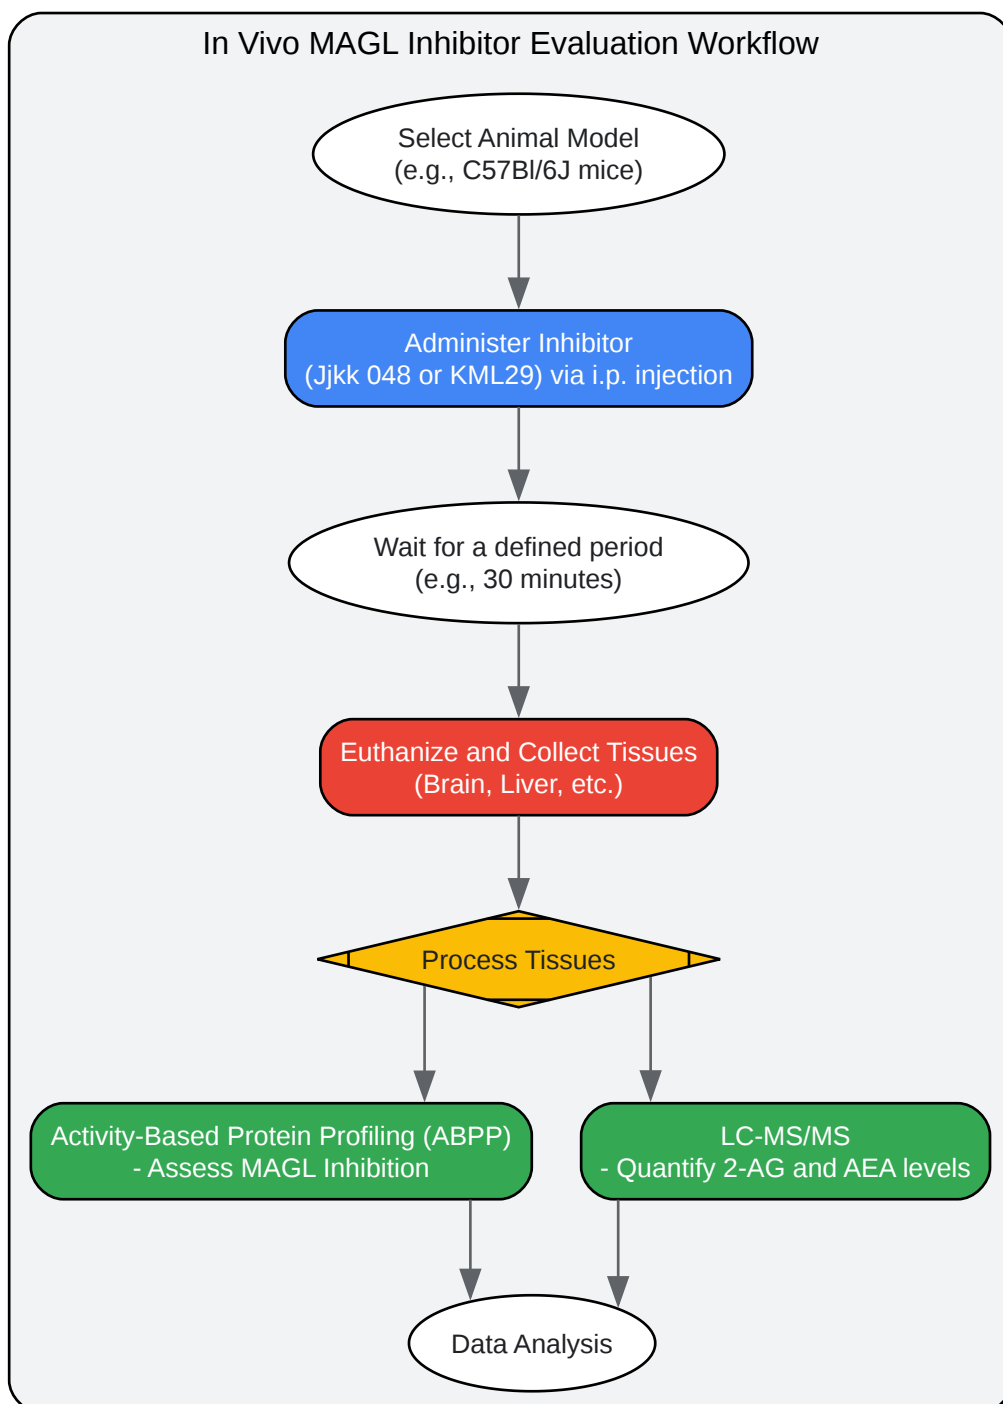 In Vivo MAGL Inhibitor Evaluation Workflow
Select Animal Model
(e.g., C57Bl/6J mice)
Administer Inhibitor
(Jjkk 048 or KML29) via i.p. injection
Wait for a defined period
(e.g., 30 minutes)
Euthanize and Collect Tissues
(Brain, Liver, etc.)
Process Tissues
Activity-Based Protein Profiling (ABPP)
- Assess MAGL Inhibition
LC-MS/MS
- Quantify 2-AG and AEA levels
Data Analysis